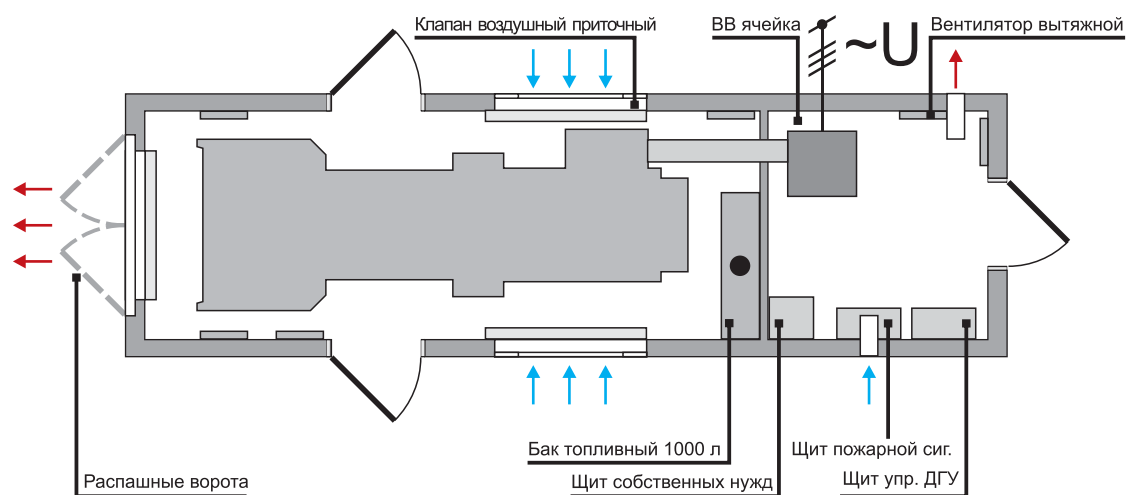 Клапан воздушный приточный
ВВ ячейка
~U
Вентилятор вытяжной
Бак топливный 1000 л
Щит пожарной сиг.
Распашные ворота
Щит собственных нужд
Щит упр. ДГУ